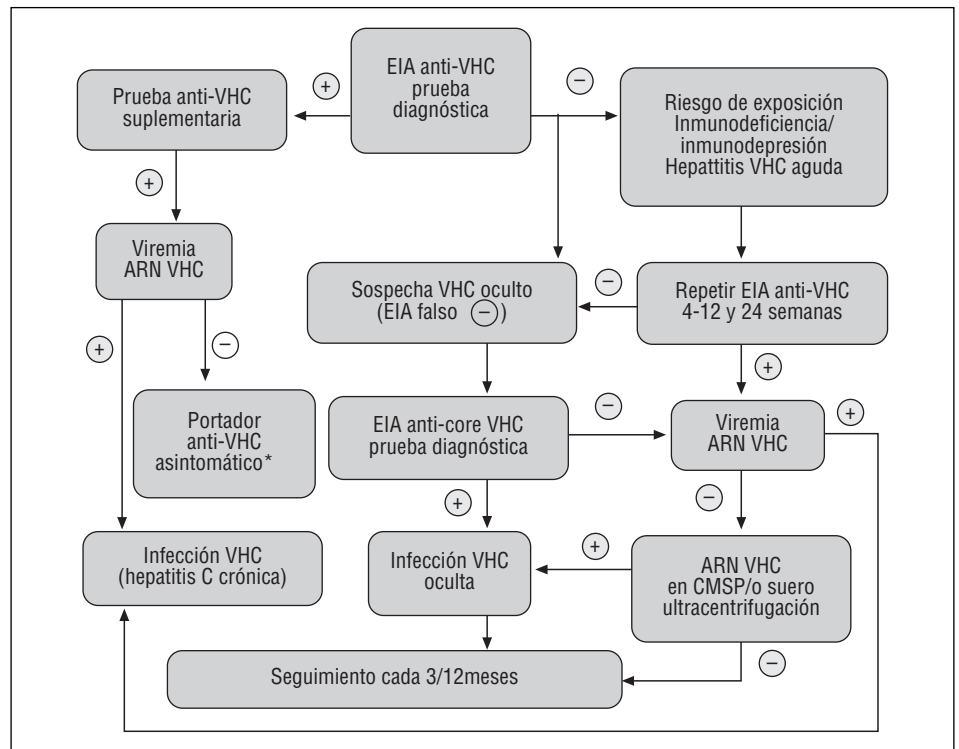 EIA anti-VHC
prueba
diagnóstica
+
−
Prueba anti-VHC
suplementaria
Riesgo de exposición
Inmunodeficiencia/
inmunodepresión
Hepattitis VHC aguda
+
Viremia
ARN VHC
Sospecha VHC oculto
(EIA falso −)
−
Repetir EIA anti-VHC
4-12 y 24 semanas
+
−
+
Portador
anti-VHC
asintomático*
EIA anti-core VHC
prueba diagnóstica
−
Viremia
ARN VHC
+
+
−
Infección VHC
(hepatitis C crónica)
Infección VHC
oculta
+
ARN VHC
en CMSP/o suero
ultracentrifugación
Seguimiento cada 3/12meses
−